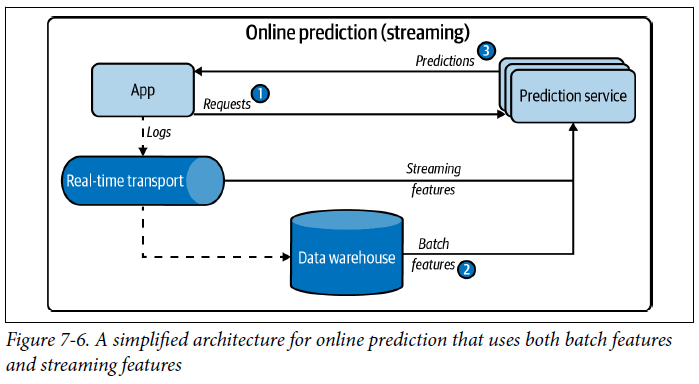 Online prediction (streaming)
Predictions 3
App
Requests 1
Prediction service
Logs
Real-time transport
Streaming
features
Data warehouse
Batch
features 2
Figure 7-6. A simplified architecture for online prediction that uses both batch features
and streaming features